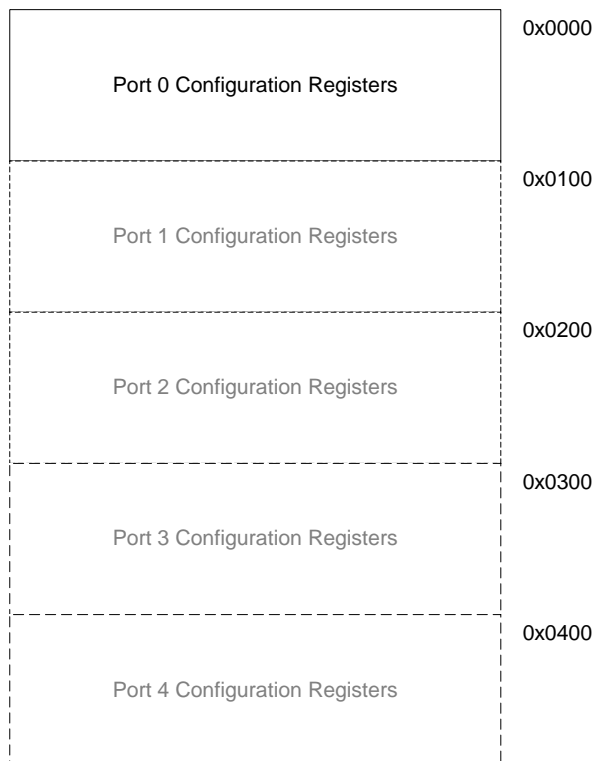 0x0000
Port 0 Configuration Registers
0x0100
Port 1 Configuration Registers
0x0200
Port 2 Configuration Registers
0x0300
Port 3 Configuration Registers
0x0400
Port 4 Configuration Registers